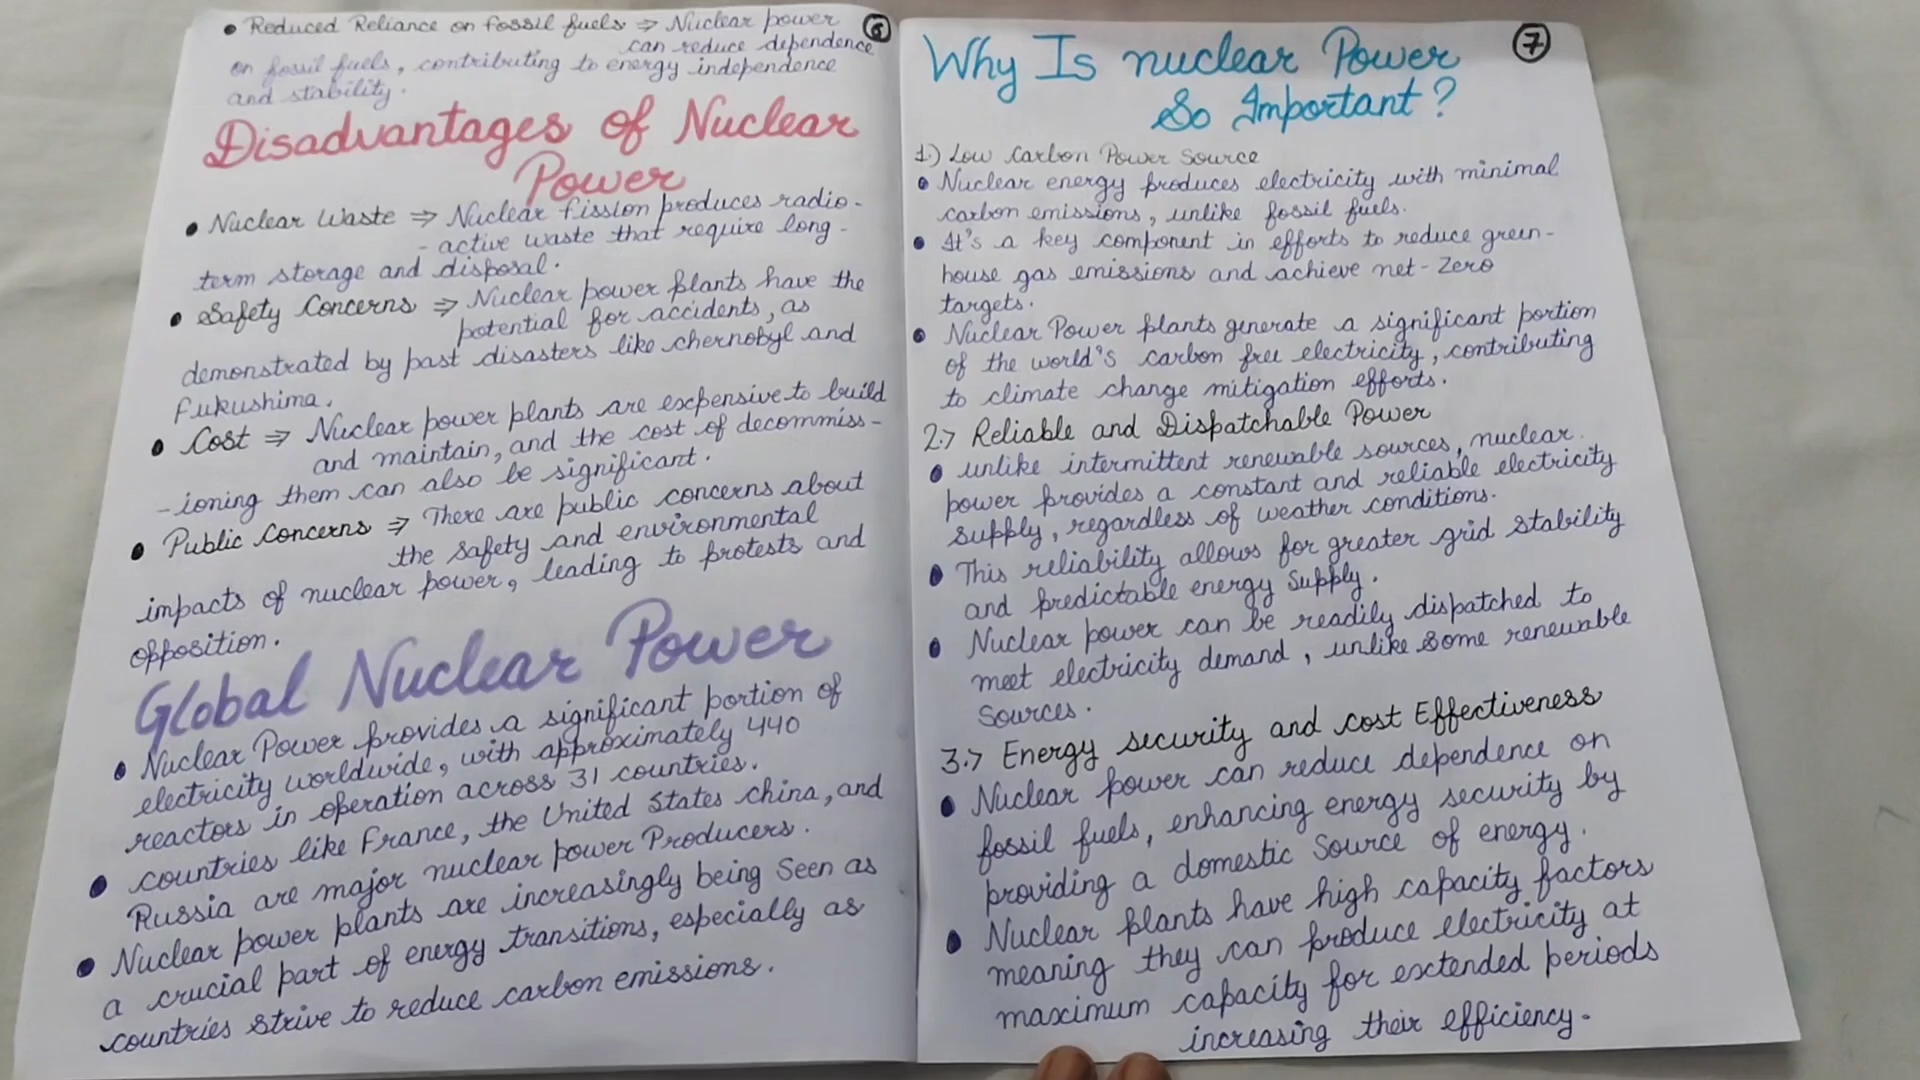 • Reduced Reliance on fossil fuels ⇒ Nuclear power
can reduce dependence
on fossil fuels, contributing to energy independence
and stability.
6
Disadvantages of Nuclear
Power
• Nuclear Waste ⇒ Nuclear fission produces radio-
- active waste that require long-
term storage and disposal.
• Safety Concerns ⇒ Nuclear power plants have the
potential for accidents, as
demonstrated by past disasters like chernobyl and
Fukushima.
• Cost ⇒ Nuclear power plants are expensive to build
and maintain, and the cost of decommiss-
-ioning them can also be significant.
• Public Concerns ⇒ There are public concerns about
the safety and environmental
impacts of nuclear power, leading to protests and
opposition.
Global Nuclear Power
• Nuclear Power provides a significant portion of
electricity worldwide, with approximately 440
reactors in operation across 31 countries.
• countries like France, the United States china, and
Russia are major nuclear power Producers.
• Nuclear power plants are increasingly being seen as
a crucial part of energy transitions, especially as
countries strive to reduce carbon emissions.
7
Why Is nuclear Power
So Important?
1.) Low Carbon Power Source
• Nuclear energy produces electricity with minimal
carbon emissions, unlike fossil fuels.
• It's a key component in efforts to reduce green-
house gas emissions and achieve net-Zero
targets.
• Nuclear Power plants generate a significant portion
of the world's carbon free electricity, contributing
to climate change mitigation efforts.
2.> Reliable and Dispatchable Power
• unlike intermittent renewable sources, nuclear
power provides a constant and reliable electricity
supply, regardless of weather conditions.
• This reliability allows for greater grid stability
and predictable energy supply.
• Nuclear power can be readily dispatched to
meet electricity demand, unlike some renewable
sources.
3.> Energy security and cost Effectiveness
• Nuclear power can reduce dependence on
fossil fuels, enhancing energy security by
providing a domestic source of energy.
• Nuclear plants have high capacity factors
meaning they can produce electricity at
maximum capacity for extended periods
increasing their efficiency.